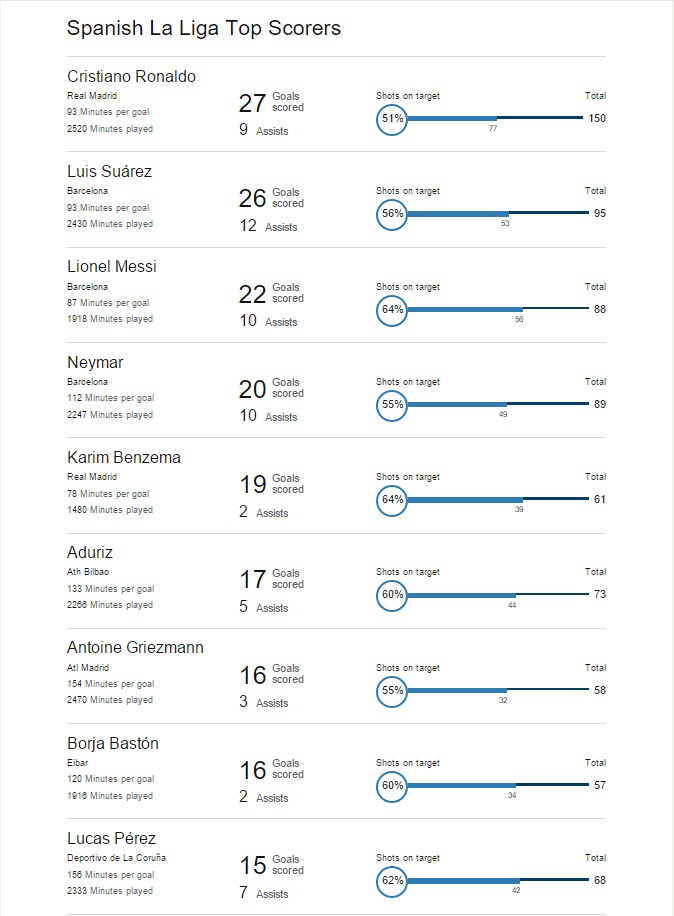 Spanish La Liga Top Scorers
Cristiano Ronaldo
Real Madrid
93 Minutes per goal
2520 Minutes played
27 Goals scored
9 Assists
Shots on target Total
51% 150
77
Luis Suárez
Barcelona
93 Minutes per goal
2430 Minutes played
26 Goals scored
12 Assists
Shots on target Total
56% 95
53
Lionel Messi
Barcelona
87 Minutes per goal
1918 Minutes played
22 Goals scored
10 Assists
Shots on target Total
64% 88
56
Neymar
Barcelona
112 Minutes per goal
2247 Minutes played
20 Goals scored
10 Assists
Shots on target Total
55% 89
49
Karim Benzema
Real Madrid
78 Minutes per goal
1480 Minutes played
19 Goals scored
2 Assists
Shots on target Total
64% 61
39
Aduriz
Ath Bilbao
133 Minutes per goal
2266 Minutes played
17 Goals scored
5 Assists
Shots on target Total
60% 73
44
Antoine Griezmann
Atl Madrid
154 Minutes per goal
2470 Minutes played
16 Goals scored
3 Assists
Shots on target Total
55% 58
32
Borja Bastón
Eibar
120 Minutes per goal
1916 Minutes played
16 Goals scored
2 Assists
Shots on target Total
60% 57
34
Lucas Pérez
Deportivo de La Coruña
156 Minutes per goal
2333 Minutes played
15 Goals scored
7 Assists
Shots on target Total
62% 68
42